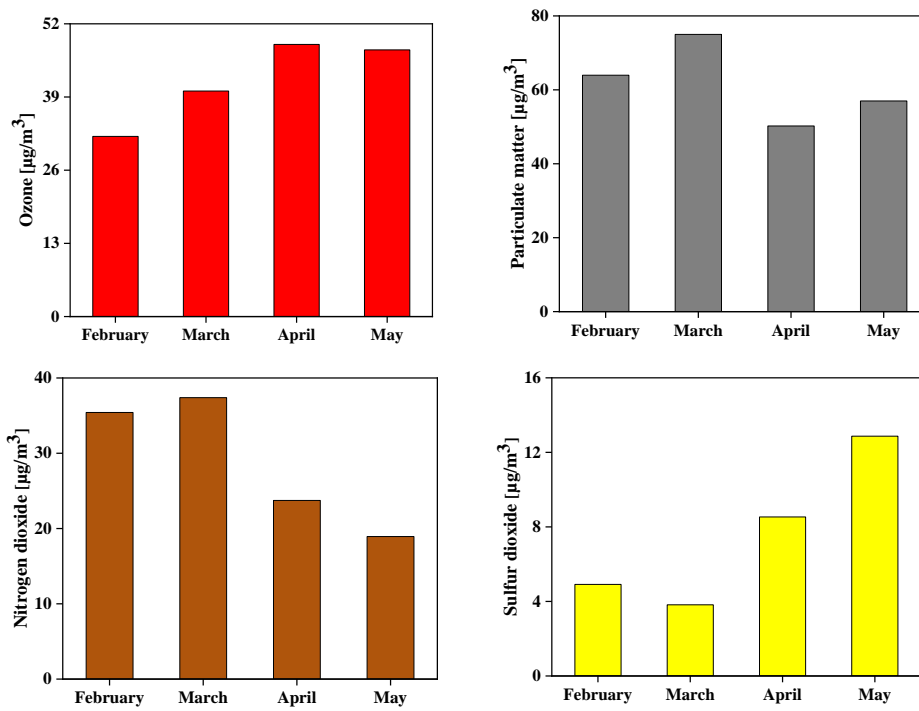 Ozone [µg/m³]
52
39
26
13
0
February March April May
Particulate matter [µg/m³]
80
60
40
20
0
February March April May
Nitrogen dioxide [µg/m³]
40
30
20
10
0
February March April May
Sulfur dioxide [µg/m³]
16
12
8
4
0
February March April May